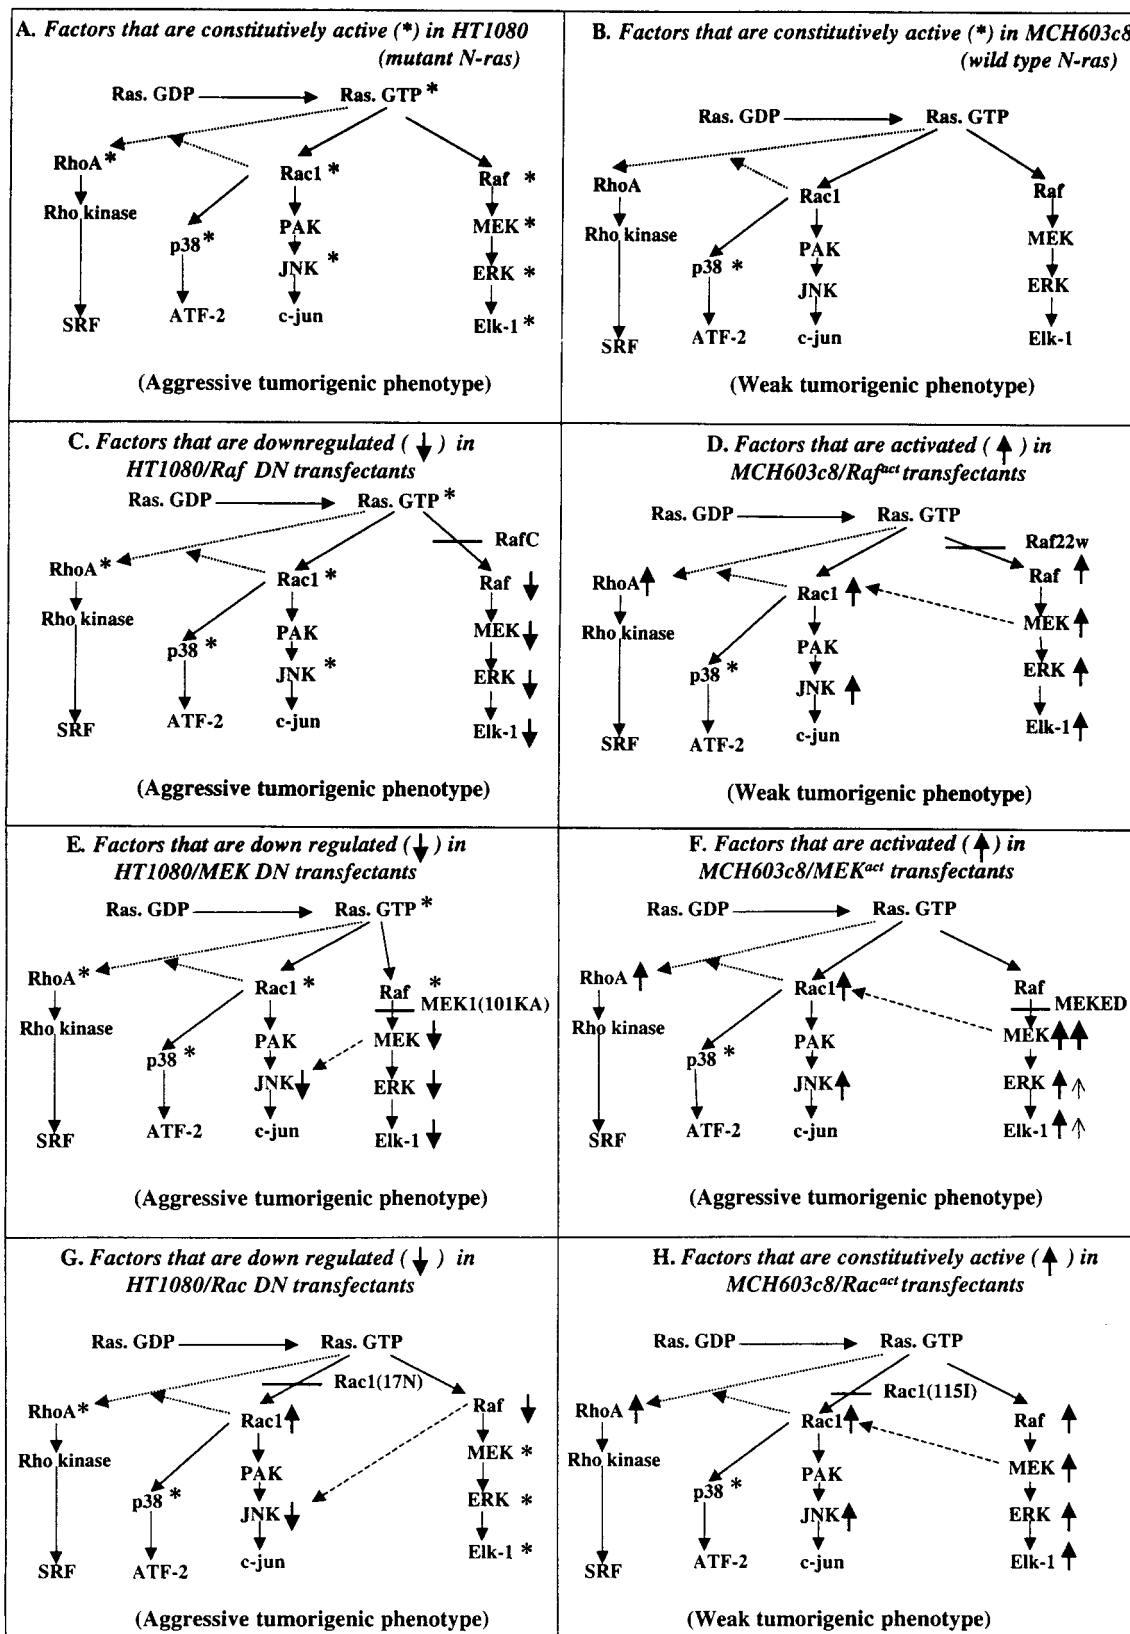 A. Factors that are constitutively active (*) in HT1080
(mutant N-ras)
Ras. GDP
Ras. GTP *
RhoA *
Rac1 *
Raf *
Rho kinase
PAK
MEK *
p38 *
JNK *
ERK *
SRF
ATF-2
c-jun
Elk-1 *
(Aggressive tumorigenic phenotype)
B. Factors that are constitutively active (*) in MCH603c8
(wild type N-ras)
Ras. GDP
Ras. GTP
RhoA
Rac1
Raf
Rho kinase
PAK
MEK
p38 *
JNK
ERK
SRF
ATF-2
c-jun
Elk-1
(Weak tumorigenic phenotype)
C. Factors that are downregulated ( ↓ ) in
HT1080/Raf DN transfectants
Ras. GDP
Ras. GTP *
RafC
RhoA *
Rac1 *
Raf ↓
Rho kinase
PAK
MEK ↓
p38 *
JNK *
ERK ↓
SRF
ATF-2
c-jun
Elk-1 ↓
(Aggressive tumorigenic phenotype)
D. Factors that are activated ( ↑ ) in
MCH603c8/Rafact transfectants
Ras. GDP
Ras. GTP
Raf22w
RhoA ↑
Rac1 ↑
Raf ↑
Rho kinase
PAK
MEK ↑
p38 *
JNK ↑
ERK ↑
SRF
ATF-2
c-jun
Elk-1 ↑
(Weak tumorigenic phenotype)
E. Factors that are down regulated ( ↓ ) in
HT1080/MEK DN transfectants
Ras. GDP
Ras. GTP *
RhoA *
Rac1 *
Raf *
MEK1(101KA)
Rho kinase
PAK
MEK ↓
p38 *
JNK ↓
ERK ↓
SRF
ATF-2
c-jun
Elk-1 ↓
(Aggressive tumorigenic phenotype)
F. Factors that are activated ( ↑ ) in
MCH603c8/MEKact transfectants
Ras. GDP
Ras. GTP
RhoA ↑
Rac1 ↑
Raf
MEKED
Rho kinase
PAK
MEK ↑↑
p38 *
JNK ↑
ERK ↑↑
SRF
ATF-2
c-jun
Elk-1 ↑↑
(Aggressive tumorigenic phenotype)
G. Factors that are down regulated ( ↓ ) in
HT1080/Rac DN transfectants
Ras. GDP
Ras. GTP
Rac1(17N)
RhoA *
Rac1 ↑
Raf ↓
Rho kinase
PAK
MEK *
p38 *
JNK ↓
ERK *
SRF
ATF-2
c-jun
Elk-1 *
(Aggressive tumorigenic phenotype)
H. Factors that are constitutively active ( ↑ ) in
MCH603c8/Racact transfectants
Ras. GDP
Ras. GTP
Rac1(115I)
RhoA ↑
Rac1 ↑
Raf ↑
Rho kinase
PAK
MEK ↑
p38 *
JNK ↑
ERK ↑
SRF
ATF-2
c-jun
Elk-1 ↑
(Weak tumorigenic phenotype)